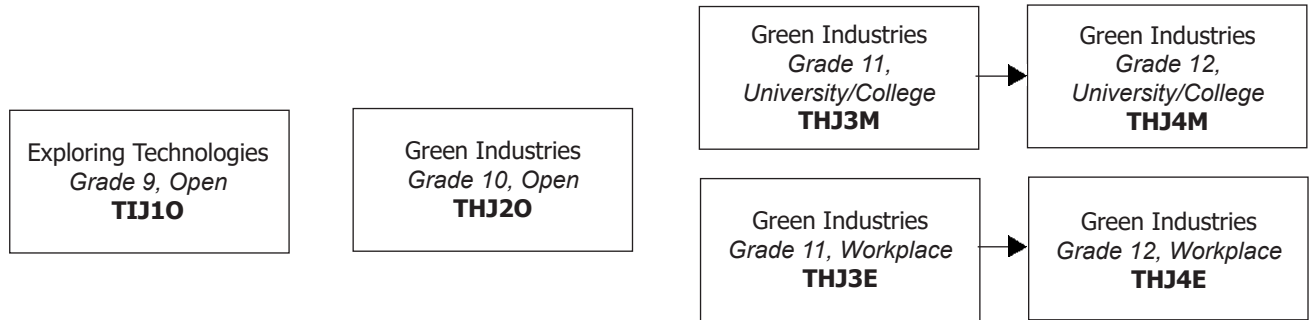 Exploring Technologies
Grade 9, Open
TIJ1O
Green Industries
Grade 10, Open
THJ2O
Green Industries
Grade 11,
University/College
THJ3M
Green Industries
Grade 12,
University/College
THJ4M
Green Industries
Grade 11, Workplace
THJ3E
Green Industries
Grade 12, Workplace
THJ4E